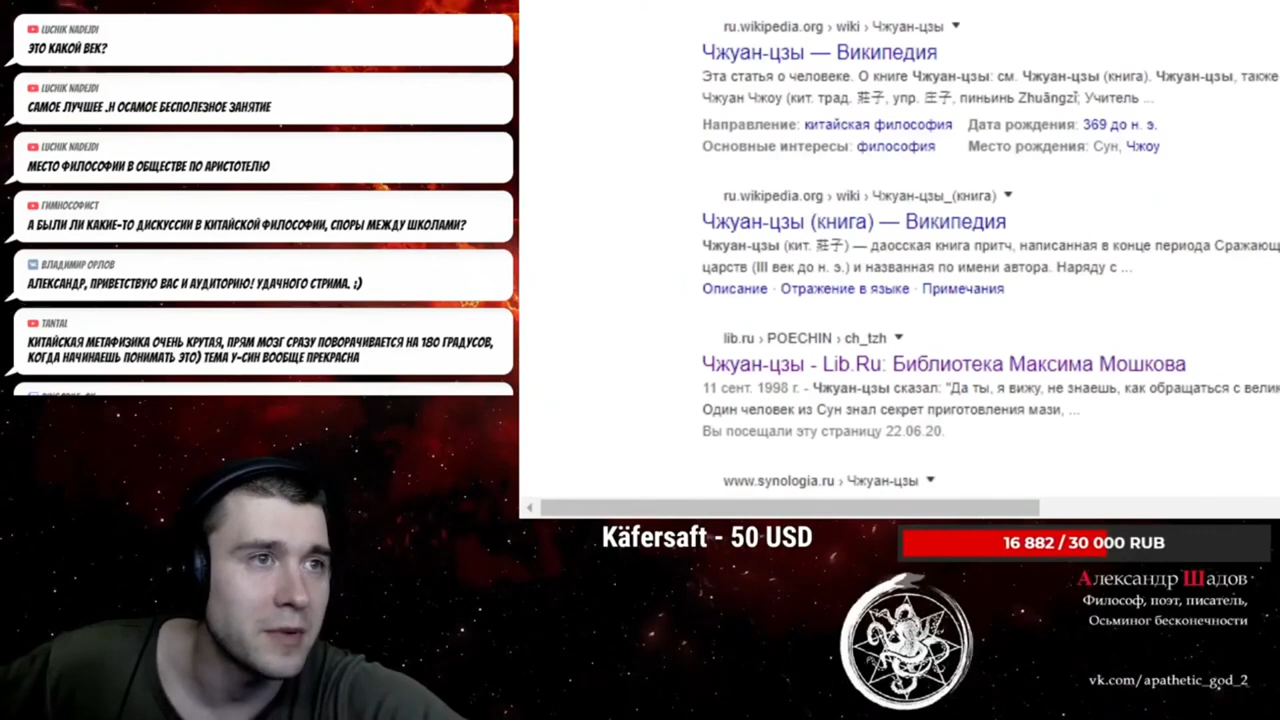 LUCHIK NADEJDI
ЭТО КАКОЙ ВЕК?
LUCHIK NADEJDI
САМОЕ ЛУЧШЕЕ .Н ОСАМОЕ БЕСПОЛЕЗНОЕ ЗАНЯТИЕ
LUCHIK NADEJDI
МЕСТО ФИЛОСОФИИ В ОБЩЕСТВЕ ПО АРИСТОТЕЛЮ
ГИМНОСОФИСТ
А БЫЛИ ЛИ КАКИЕ-ТО ДИСКУССИИ В КИТАЙСКОЙ ФИЛОСОФИИ, СПОРЫ МЕЖДУ ШКОЛАМИ?
ВЛАДИМИР ОРЛОВ
АЛЕКСАНДР, ПРИВЕТСТВУЮ ВАС И АУДИТОРИЮ! УДАЧНОГО СТРИМА. ;)
TANTAL
КИТАЙСКАЯ МЕТАФИЗИКА ОЧЕНЬ КРУТАЯ, ПРЯМ МОЗГ СРАЗУ ПОВОРАЧИВАЕТСЯ НА 180 ГРАДУСОВ,
КОГДА НАЧИНАЕШЬ ПОНИМАТЬ ЭТО) ТЕМА У-СИН ВООБЩЕ ПРЕКРАСНА
ru.wikipedia.org › wiki › Чжуан-цзы
Чжуан-цзы — Википедия
Эта статья о человеке. О книге Чжуан-цзы: см. Чжуан-цзы (книга). Чжуан-цзы, также
Чжуан Чжоу (кит. трад. 莊子, упр. 庄子, пиньинь Zhuāngzǐ; Учитель ...
Направление: китайская философия Дата рождения: 369 до н. э.
Основные интересы: философия Место рождения: Сун, Чжоу
ru.wikipedia.org › wiki › Чжуан-цзы_(книга)
Чжуан-цзы (книга) — Википедия
Чжуан-цзы (кит. 莊子) — даосская книга притч, написанная в конце периода Сражающ
царств (III век до н. э.) и названная по имени автора. Наряду с ...
Описание · Отражение в языке · Примечания
lib.ru › POECHIN › ch_tzh
Чжуан-цзы - Lib.Ru: Библиотека Максима Мошкова
11 сент. 1998 г. - Чжуан-цзы сказал: "Да ты, я вижу, не знаешь, как обращаться с велик
Один человек из Сун знал секрет приготовления мази, ...
Вы посещали эту страницу 22.06.20.
www.synologia.ru › Чжуан-цзы
Käfersaft - 50 USD
16 882 / 30 000 RUB
Александр Шадов
Философ, поэт, писатель,
Осьминог бесконечности
vk.com/apathetic_god_2